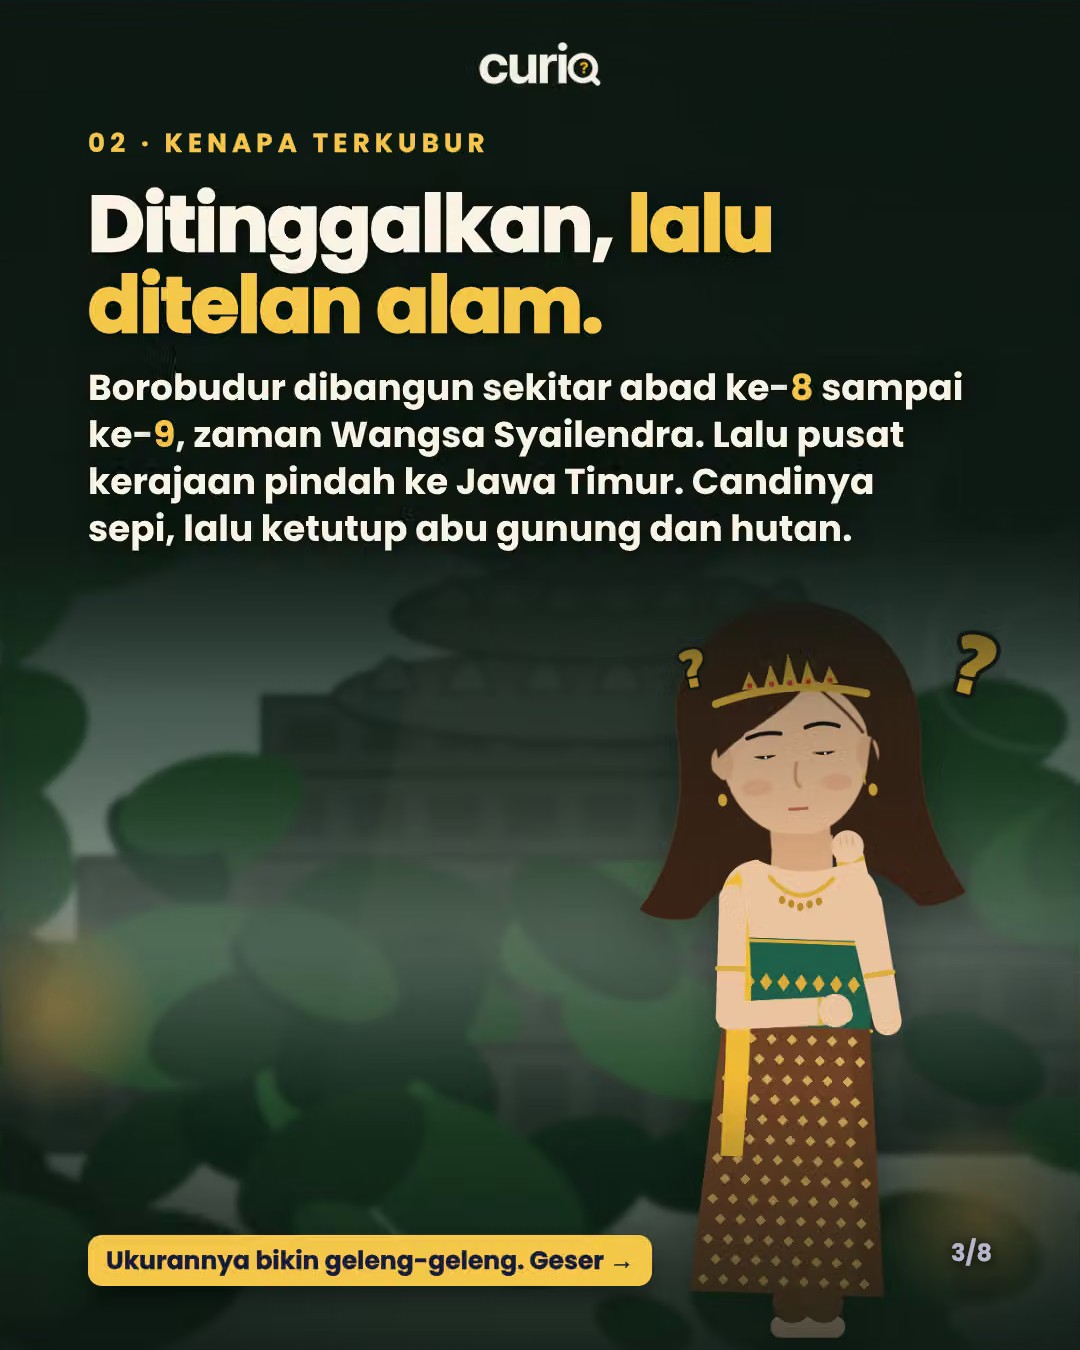 curio
02 · KENAPA TERKUBUR
Ditinggalkan, lalu
ditelan alam.
Borobudur dibangun sekitar abad ke-8 sampai
ke-9, zaman Wangsa Syailendra. Lalu pusat
kerajaan pindah ke Jawa Timur. Candinya
sepi, lalu ketutup abu gunung dan hutan.
? ?
Ukurannya bikin geleng-geleng. Geser →
3/8